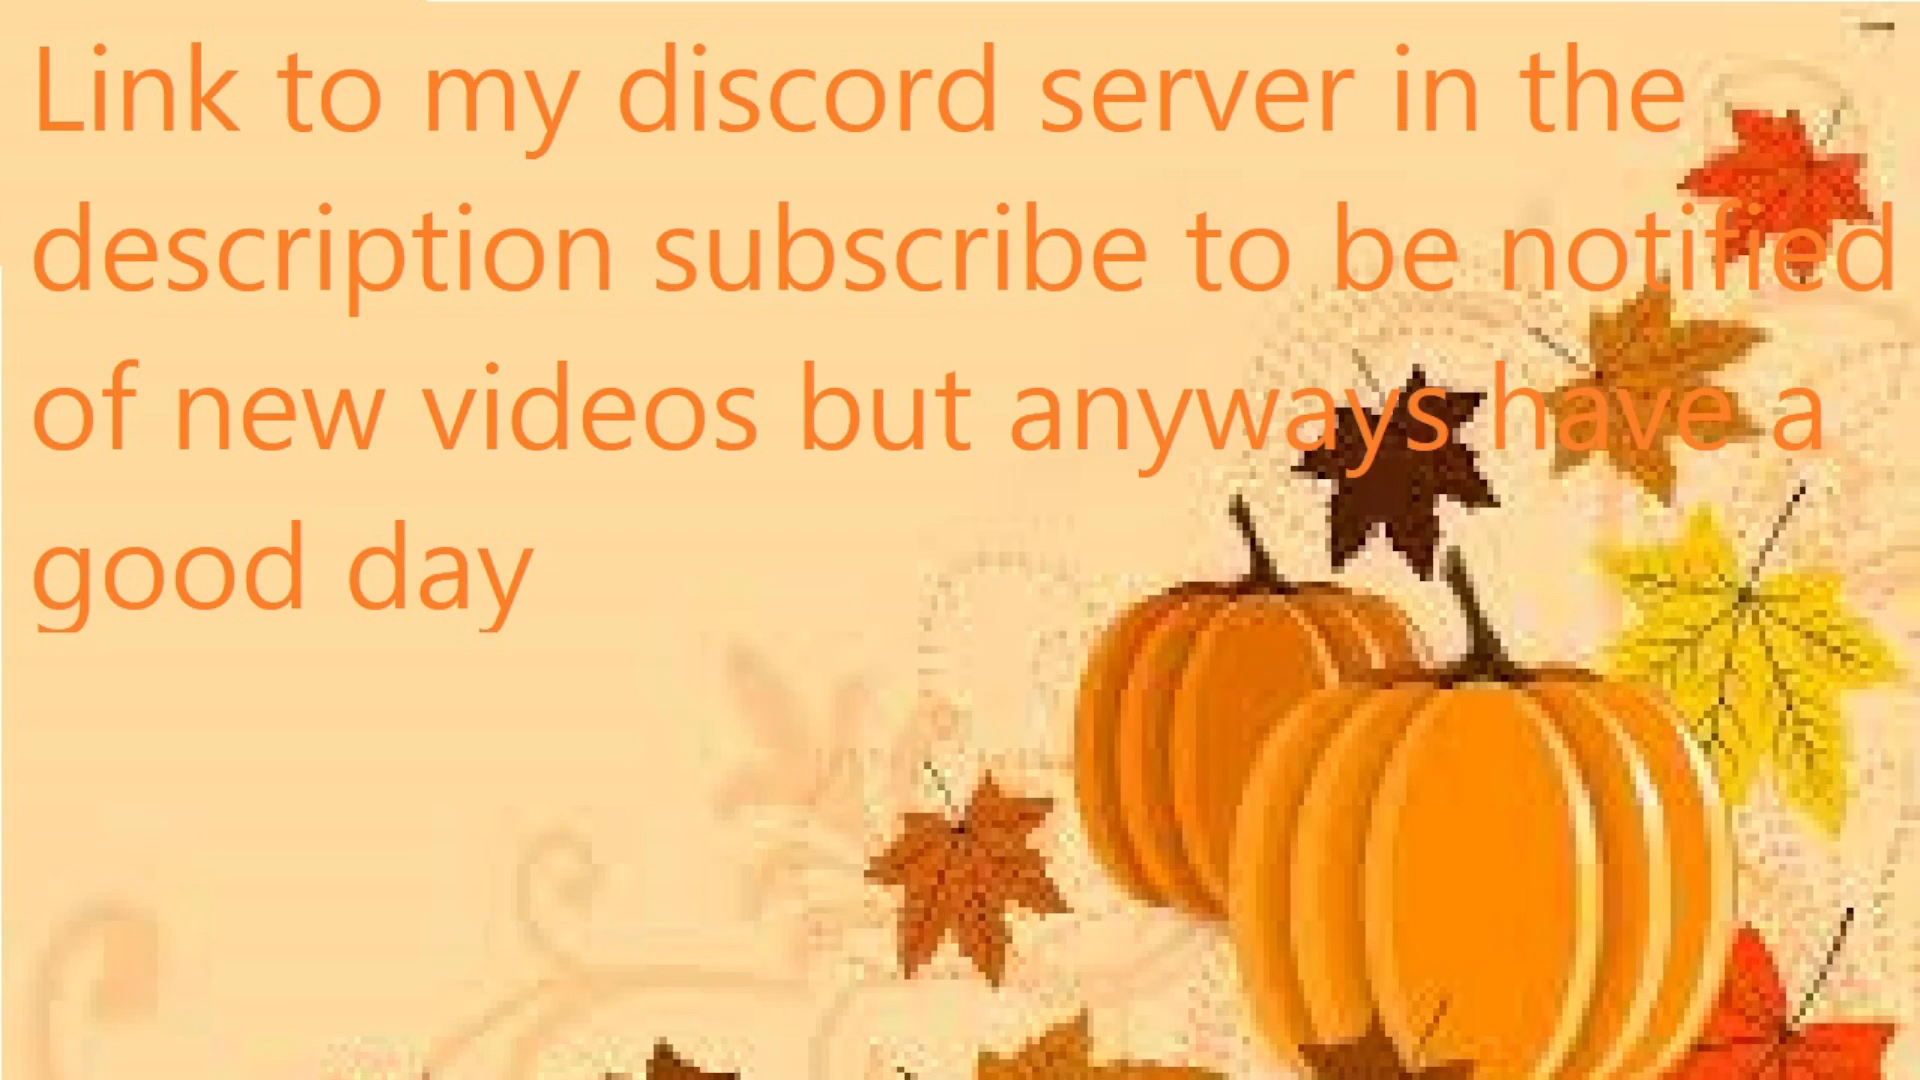 Link to my discord server in the
description subscribe to be notified
of new videos but anyways have a
good day